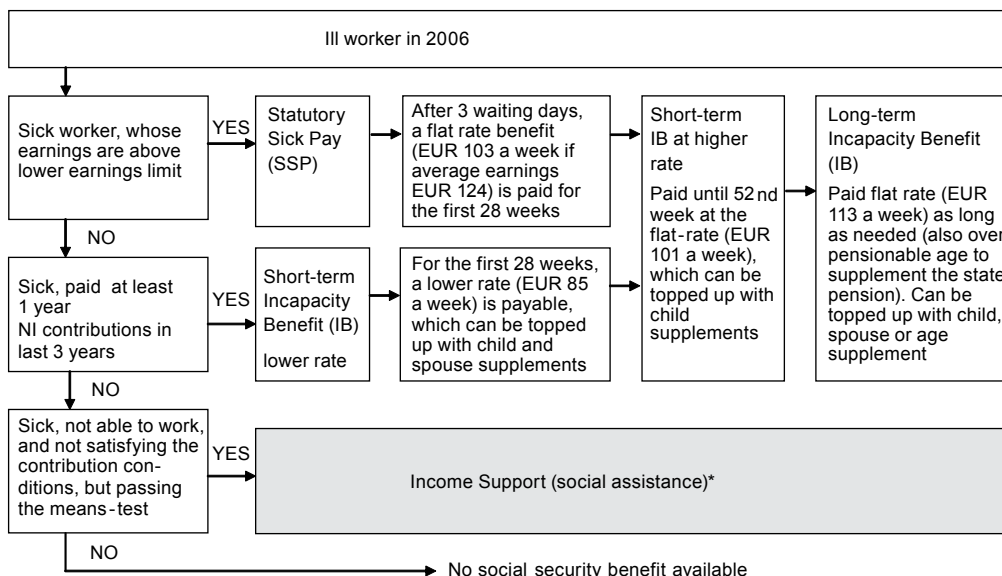 Ill worker in 2006
Sick worker, whose
earnings are above
lower earnings limit
YES
Statutory
Sick Pay
(SSP)
After 3 waiting days,
a flat rate benefit
(EUR 103 a week if
average earnings
EUR 124) is paid for
the first 28 weeks
Short-term
IB at higher
rate
Paid until 52nd
week at the
flat-rate (EUR
101 a week),
which can be
topped up with
child
supplements
Long-term
Incapacity Benefit
(IB)
Paid flat rate (EUR
113 a week) as long
as needed (also over
pensionable age to
supplement the state
pension). Can be
topped up with child,
spouse or age
supplement
NO
Sick, paid at least
1 year
NI contributions in
last 3 years
YES
Short-term
Incapacity
Benefit (IB)
lower rate
For the first 28 weeks,
a lower rate (EUR 85
a week) is payable,
which can be topped
up with child and
spouse supplements
NO
Sick, not able to work,
and not satisfying the
contribution con-
ditions, but passing
the means-test
YES
Income Support (social assistance)*
NO
No social security benefit available